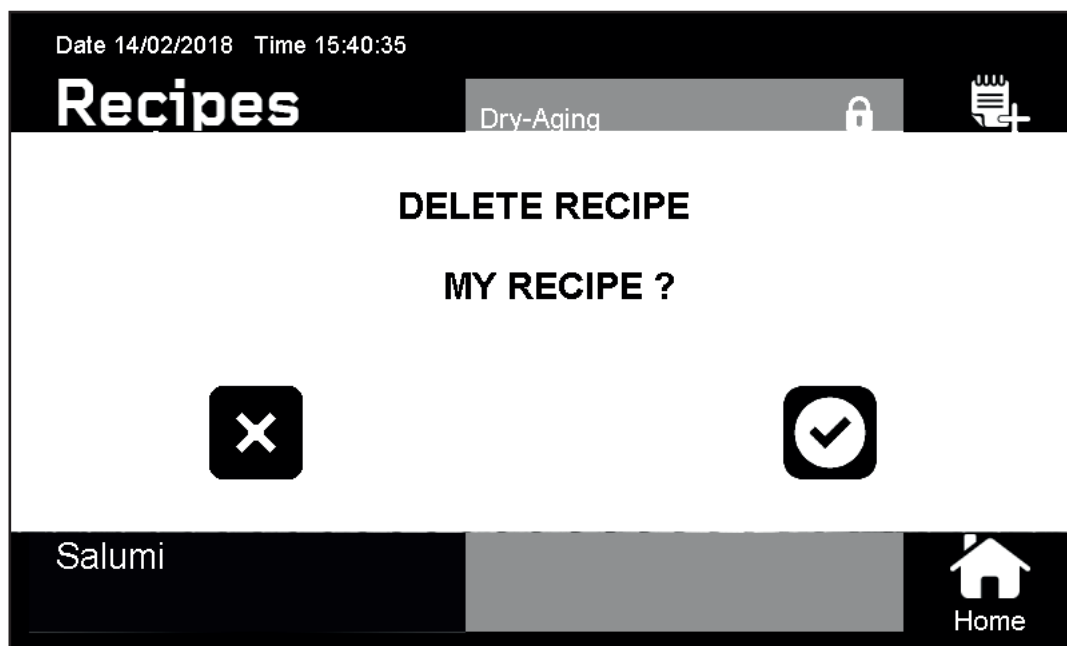 Date 14/02/2018 Time 15:40:35
Recipes
Dry-Aging
DELETE RECIPE
MY RECIPE ?
Salumi
Home